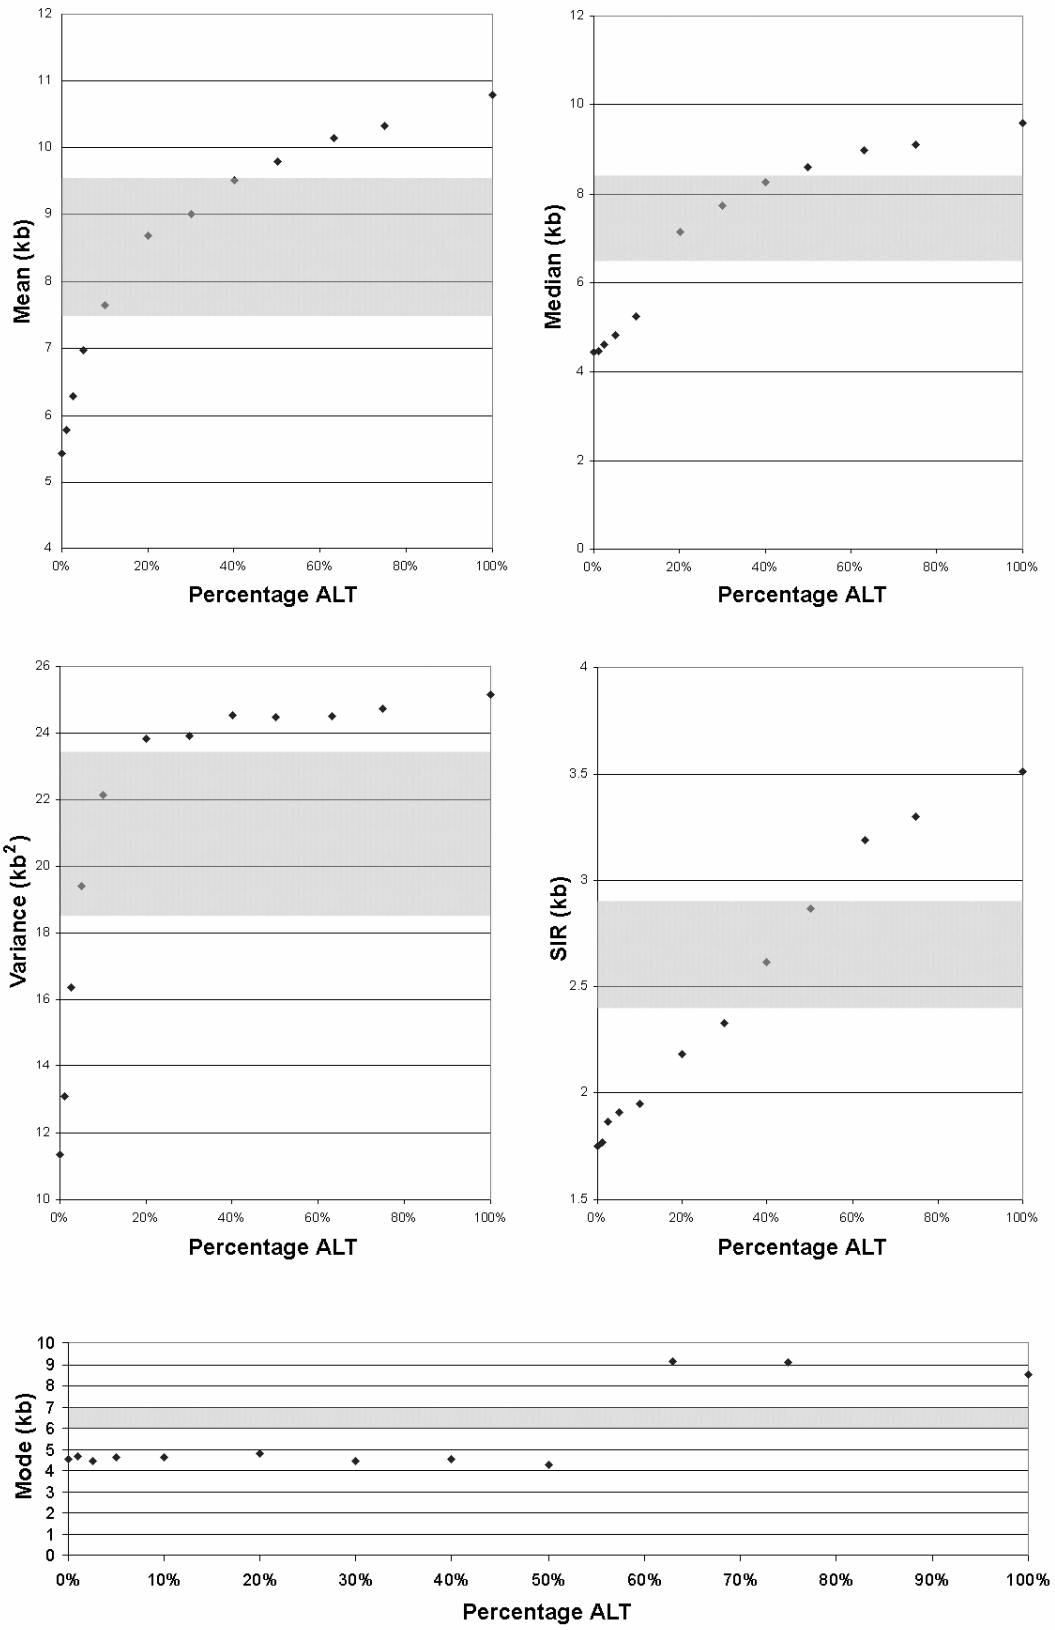 12
11
10
9
8
7
6
5
4
Mean (kb)
0% 20% 40% 60% 80% 100%
Percentage ALT
12
10
8
6
4
2
0
Median (kb)
0% 20% 40% 60% 80% 100%
Percentage ALT
26
24
22
20
18
16
14
12
10
Variance (kb²)
0% 20% 40% 60% 80% 100%
Percentage ALT
4
3.5
3
2.5
2
1.5
SIR (kb)
0% 20% 40% 60% 80% 100%
Percentage ALT
10
9
8
7
6
5
4
3
2
1
0
Mode (kb)
0% 10% 20% 30% 40% 50% 60% 70% 80% 90% 100%
Percentage ALT